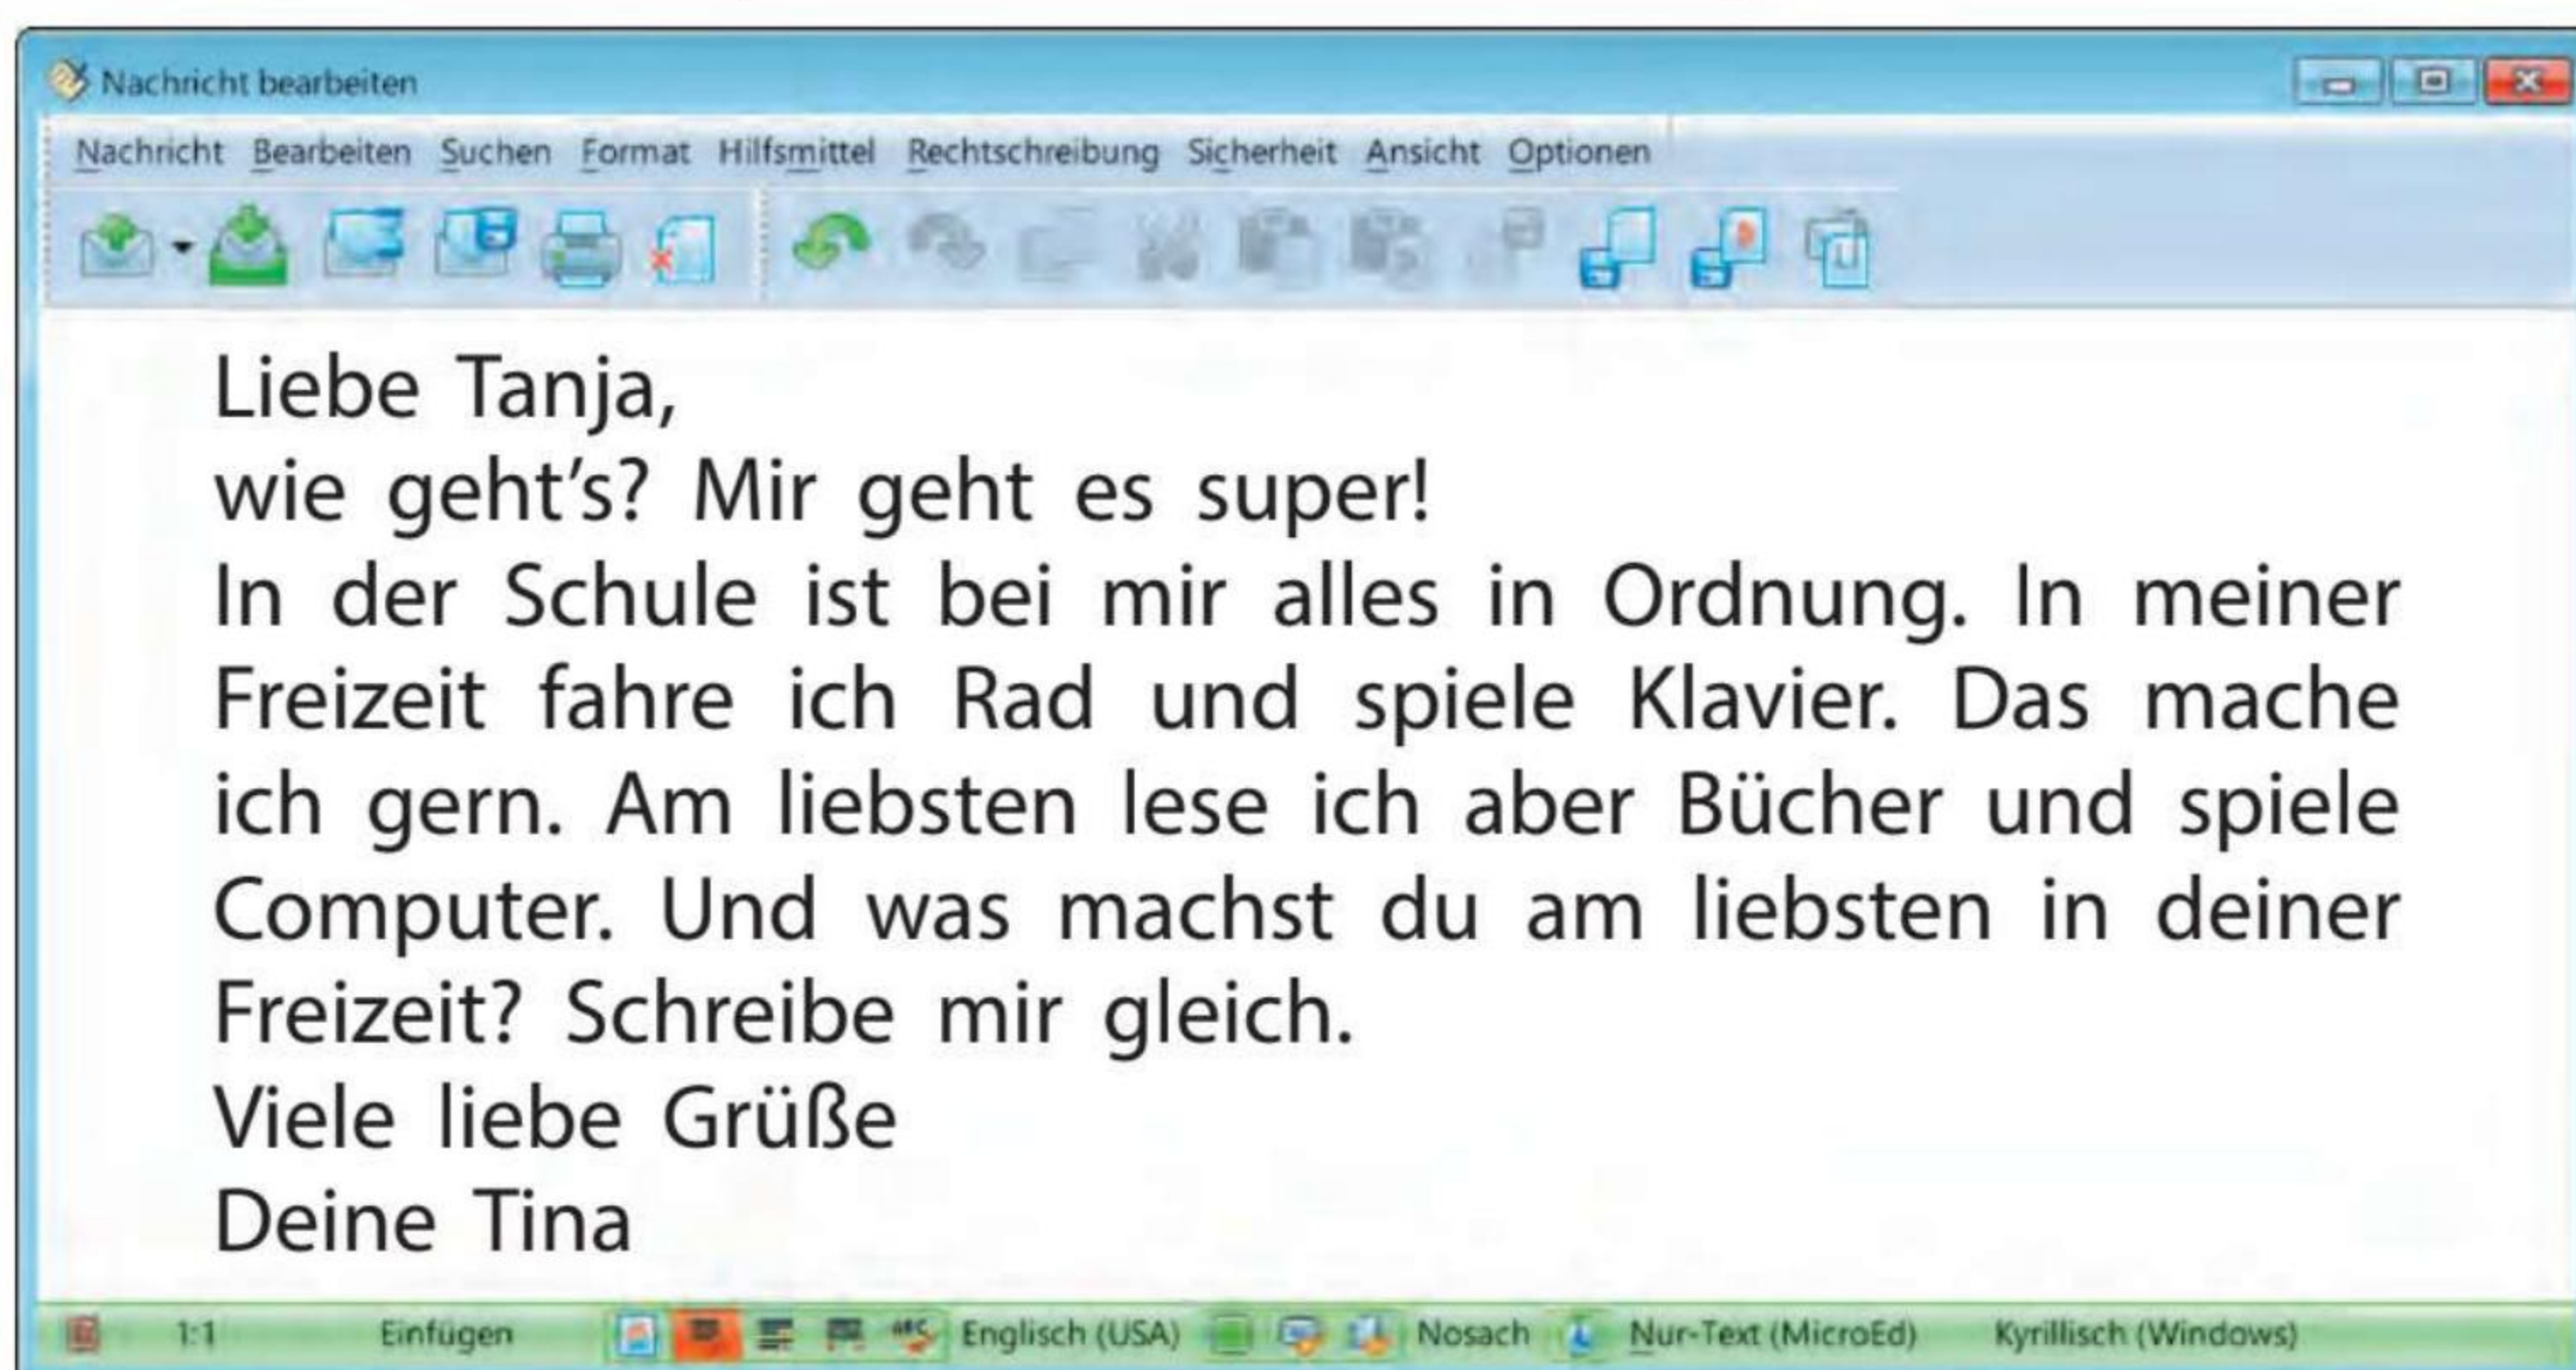 Nachricht bearbeiten
Nachricht Bearbeiten Suchen Format Hilfsmittel Rechtschreibung Sicherheit Ansicht Optionen
Liebe Tanja,
wie geht's? Mir geht es super!
In der Schule ist bei mir alles in Ordnung. In meiner
Freizeit fahre ich Rad und spiele Klavier. Das mache
ich gern. Am liebsten lese ich aber Bücher und spiele
Computer. Und was machst du am liebsten in deiner
Freizeit? Schreibe mir gleich.
Viele liebe Grüße
Deine Tina
1:1 Einfügen Englisch (USA) Nosach Nur-Text (MicroEd) Kyrillisch (Windows)